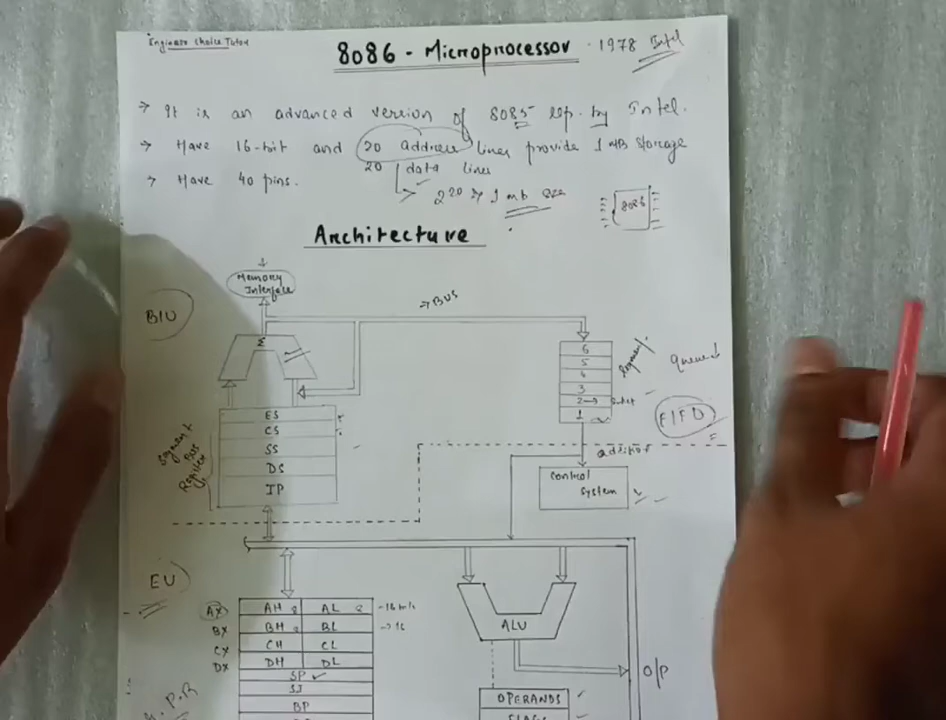 Engineer Choice Tutor
8086 - Microprocessor - 1978 Intel
→ It is an advanced version of 8085 by Intel.
→ Have 16-bit and 20 address lines provide 1 MB Storage
20 data lines
→ Have 40 pins.
→ 2^20 → 1 mb
8086
Architecture
Memory
Interface
→ BUS
BIU
Σ
6
5
4
3
2→
1
Queue
FIFO
ES
CS
SS
DS
IP
Segment
Register
Control
System
EU
AX
AH 8 AL 8
BX
BH 8 BL
→ 16
CX
CH CL
DX
DH DL
SP ✓
SI
BP
G.P.R
ALU
O/P
OPERANDS
FLAGS